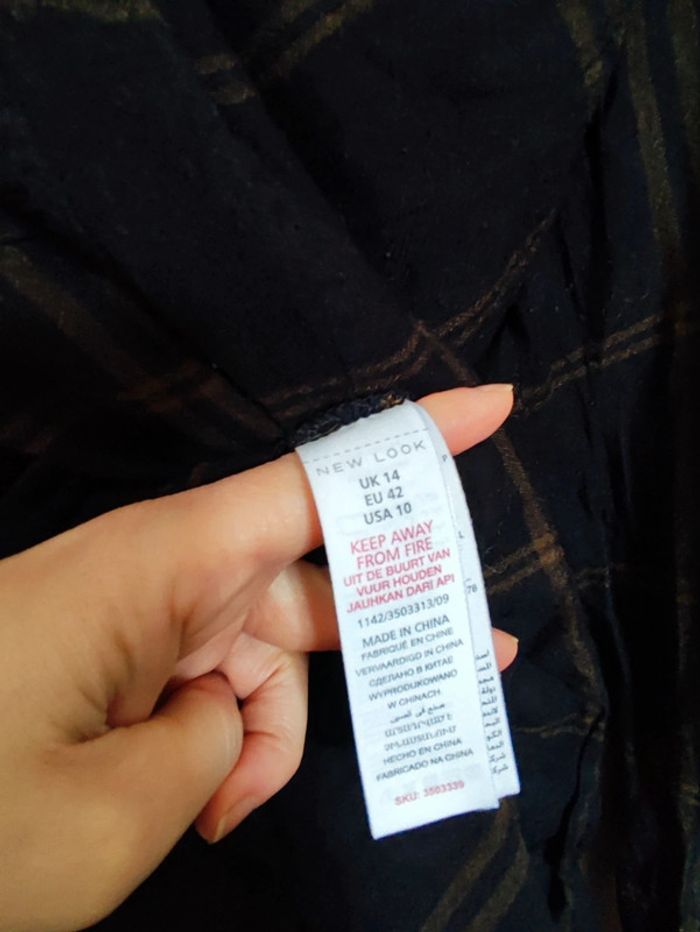 NEW LOOK
UK 14
EU 42
USA 10
KEEP AWAY
FROM FIRE
UIT DE BUURT VAN
VUUR HOUDEN
JAUHKAN DARI API
1142/3503313/09
MADE IN CHINA
FABRIQUÉ EN CHINE
VERVAARDIGD IN CHINA
СДЕЛАНО В КИТАЕ
WYPRODUKOWANO
W CHINACH
صنع في الصين
HECHO EN CHINA
FABRICADO NA CHINA
SKU: 3503339
P
L
78